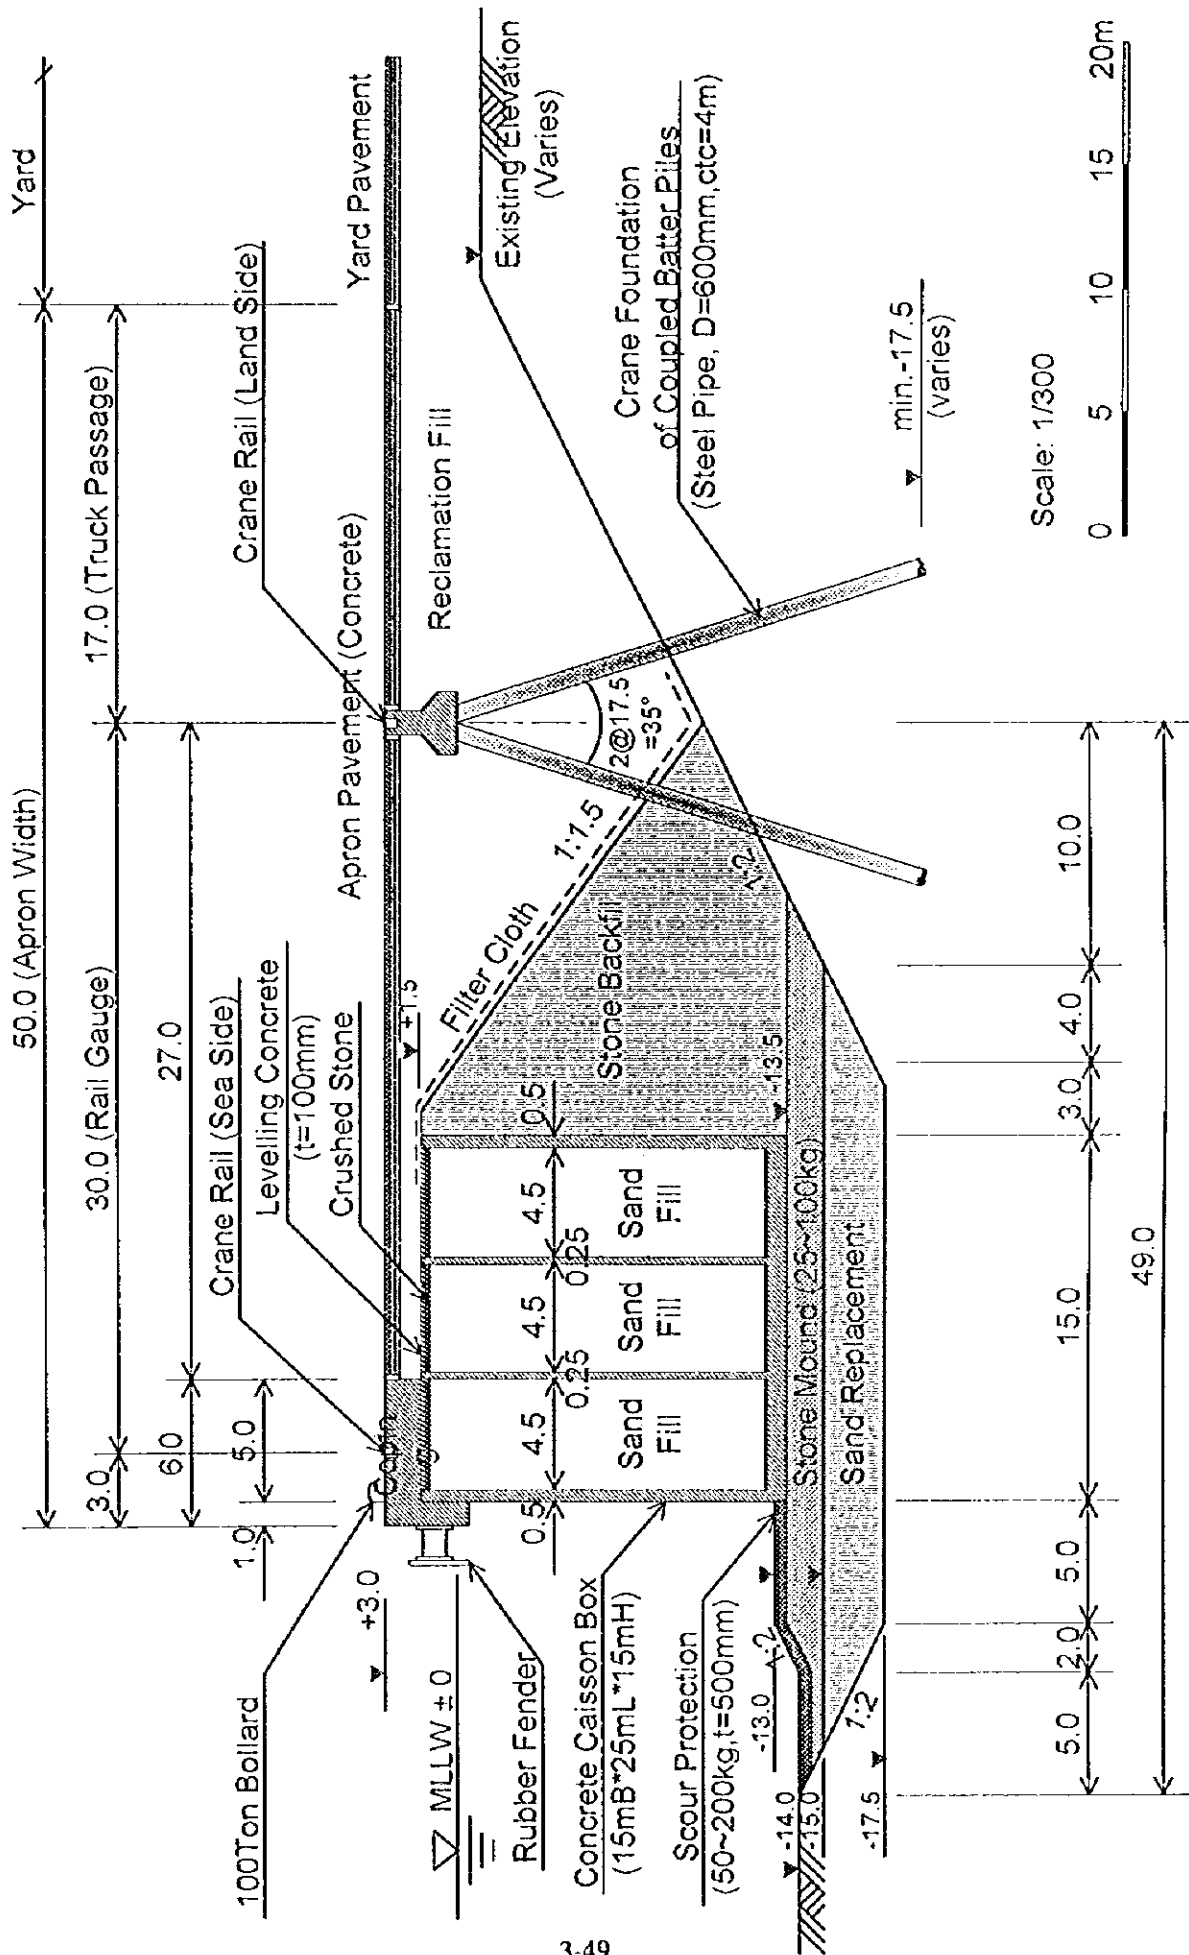 50.0 (Apron Width)
Yard
30.0 (Rail Gauge)
17.0 (Truck Passage)
3.0
27.0
6.0
5.0
1.0
Crane Rail (Sea Side)
Levelling Concrete
(t=100mm)
Crushed Stone
Crane Rail (Land Side)
100Ton Bollard
+3.0
Apron Pavement (Concrete)
Yard Pavement
+1.5
Reclamation Fill
MLLW ± 0
Rubber Fender
Filter Cloth
1:1.5
Existing Elevation
(Varies)
0.5
4.5
0.25
4.5
0.25
4.5
0.5
Sand
Fill
Sand
Fill
Sand
Fill
Stone Backfill
2@17.5
=35°
Concrete Caisson Box
(15mB*25mL*15mH)
Crane Foundation
of Coupled Batter Piles
(Steel Pipe, D=600mm,ctc=4m)
Scour Protection
(50~200kg,t=500mm)
-13.0
1:2
-13.5
1:2
-14.0
-15.0
-17.5
Stone Mound (25~100kg)
Sand Replacement
1:2
min.-17.5
(varies)
5.0
2.0
5.0
15.0
3.0
4.0
10.0
49.0
Scale: 1/300
0
5
10
15
20m
3-49